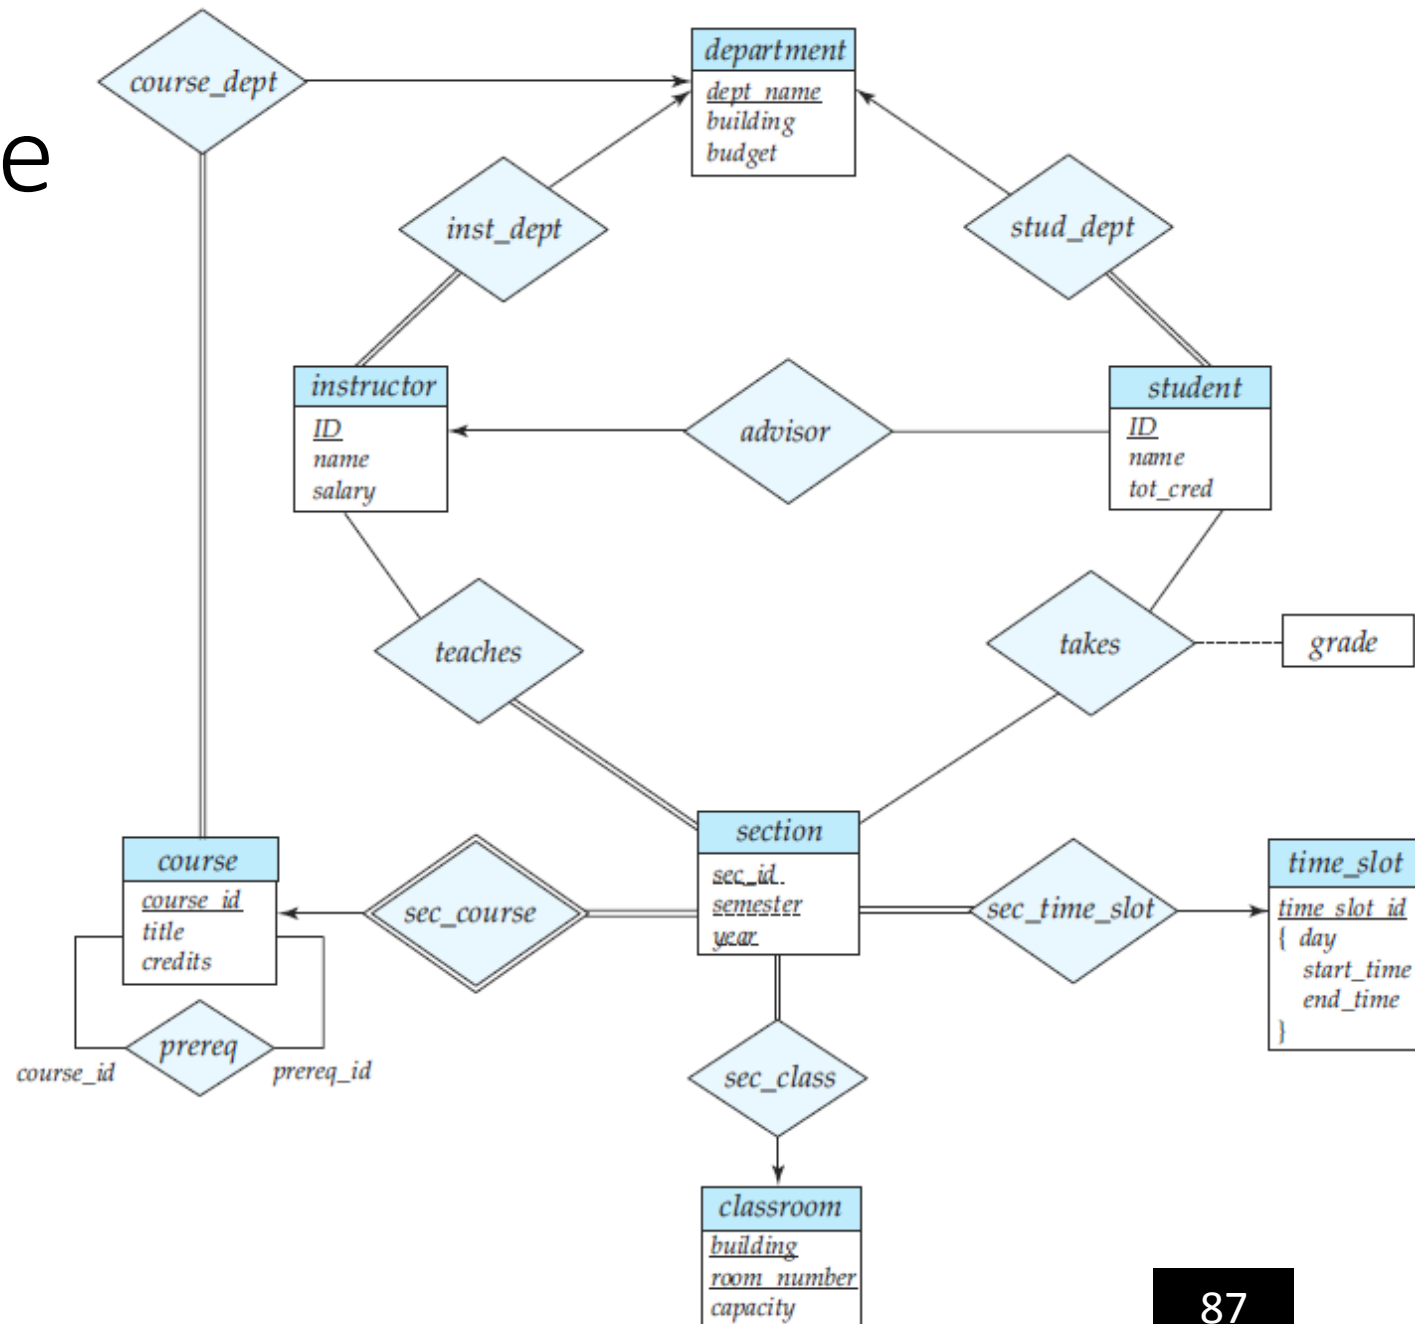 e
course_dept
department
dept_name
building
budget
inst_dept
stud_dept
instructor
ID
name
salary
advisor
student
ID
name
tot_cred
teaches
takes
grade
section
sec_id
semester
year
course
course_id
title
credits
sec_course
sec_time_slot
time_slot
time_slot_id
{ day
start_time
end_time
}
prereq
course_id
prereq_id
sec_class
classroom
building
room_number
capacity
87